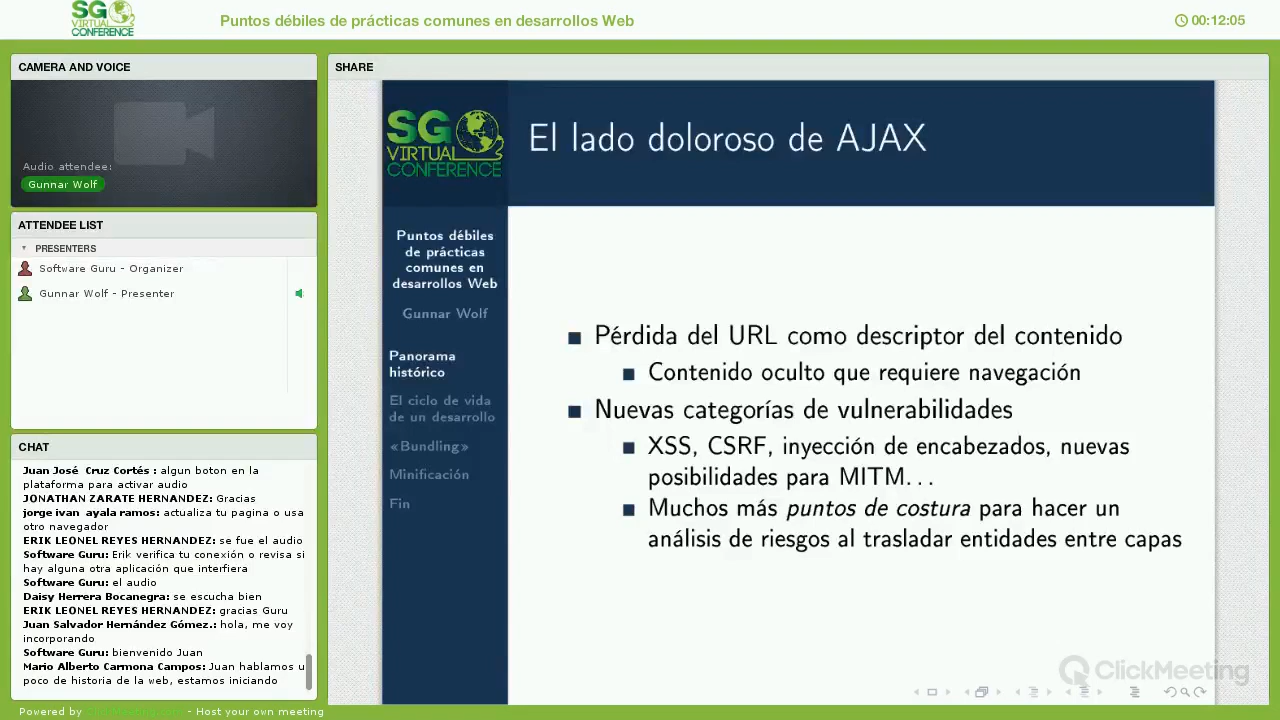 SG
VIRTUAL
CONFERENCE
Puntos débiles de prácticas comunes en desarrollos Web
00:12:05
CAMERA AND VOICE
Audio attendee:
Gunnar Wolf
ATTENDEE LIST
PRESENTERS
Software Guru - Organizer
Gunnar Wolf - Presenter
CHAT
Juan José Cruz Cortés : algun boton en la
plataforma para activar audio
JONATHAN ZARATE HERNANDEZ: Gracias
jorge ivan ayala ramos: actualiza tu pagina o usa
otro navegador
ERIK LEONEL REYES HERNANDEZ: se fue el audio
Software Guru: Erik verifica tu conexión o revisa si
hay alguna otra aplicación que interfiera
Software Guru: el audio
Daisy Herrera Bocanegra: se escucha bien
ERIK LEONEL REYES HERNANDEZ: gracias Guru
Juan Salvador Hernández Gómez.: hola, me voy
incorporando
Software Guru: bienvenido Juan
Mario Alberto Carmona Campos: Juan hablamos u
poco de historia de la web, estamos iniciando
SHARE
SG
VIRTUAL
CONFERENCE
El lado doloroso de AJAX
Puntos débiles
de prácticas
comunes en
desarrollos Web
Gunnar Wolf
Panorama
histórico
El ciclo de vida
de un desarrollo
«Bundling»
Minificación
Fin
Pérdida del URL como descriptor del contenido
Contenido oculto que requiere navegación
Nuevas categorías de vulnerabilidades
XSS, CSRF, inyección de encabezados, nuevas
posibilidades para MITM...
Muchos más puntos de costura para hacer un
análisis de riesgos al trasladar entidades entre capas
ClickMeeting
Powered by - Host your own meeting